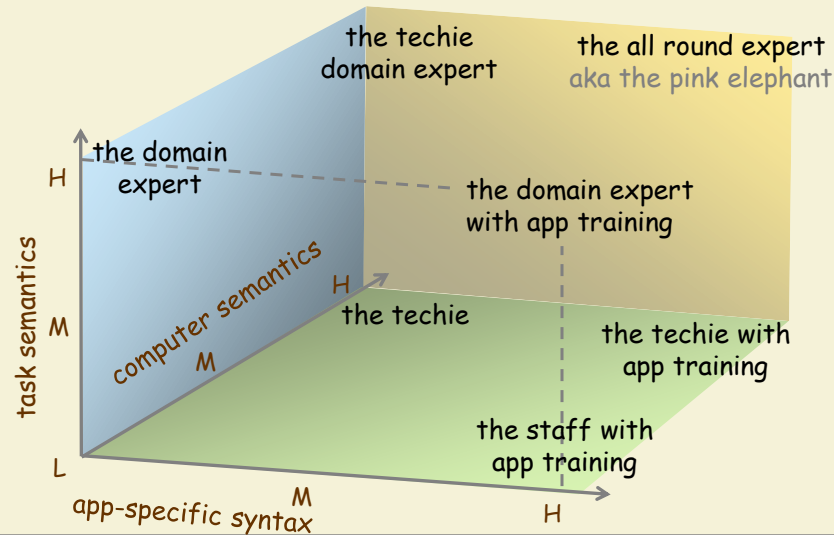 the techie
domain expert
the all round expert
aka the pink elephant
the domain
expert
H
the domain expert
with app training
task semantics
computer semantics
H
the techie
M
M
the techie with
app training
the staff with
app training
L
M
app-specific syntax
H